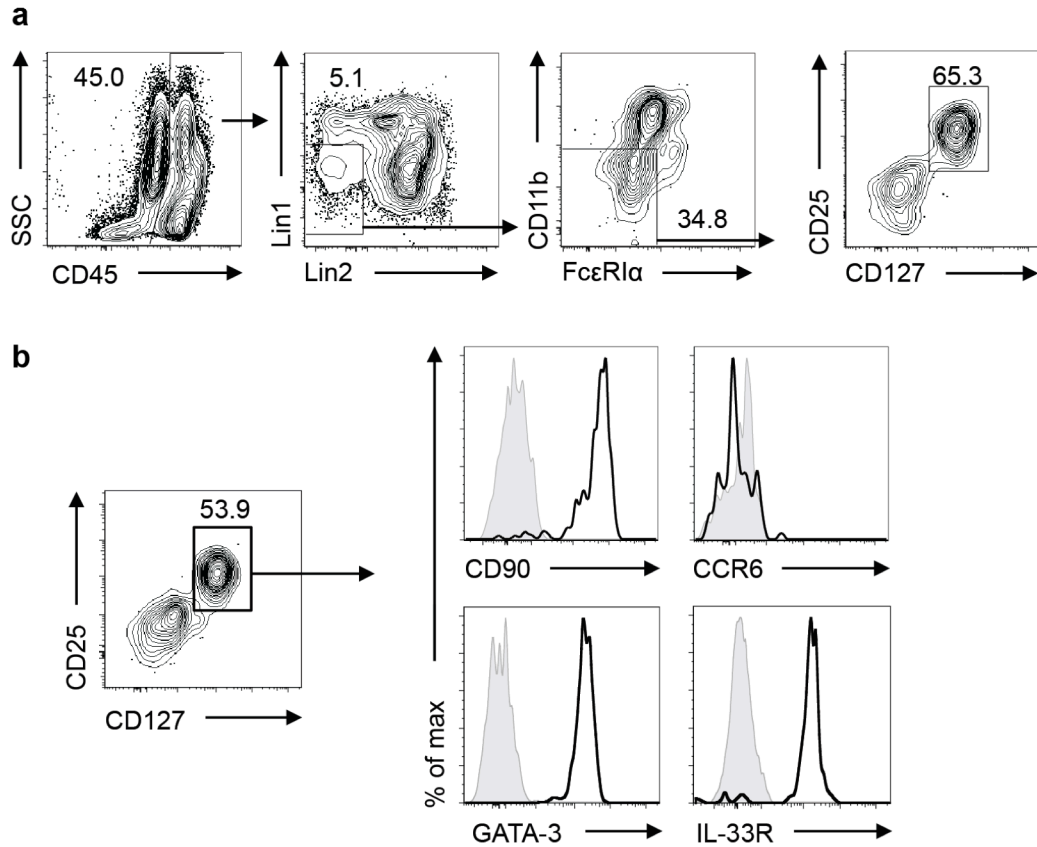 a
45.0
SSC
CD45
5.1
Lin1
Lin2
34.8
CD11b
FcεRIα
65.3
CD25
CD127
b
53.9
CD25
CD127
% of max
CD90
CCR6
GATA-3
IL-33R